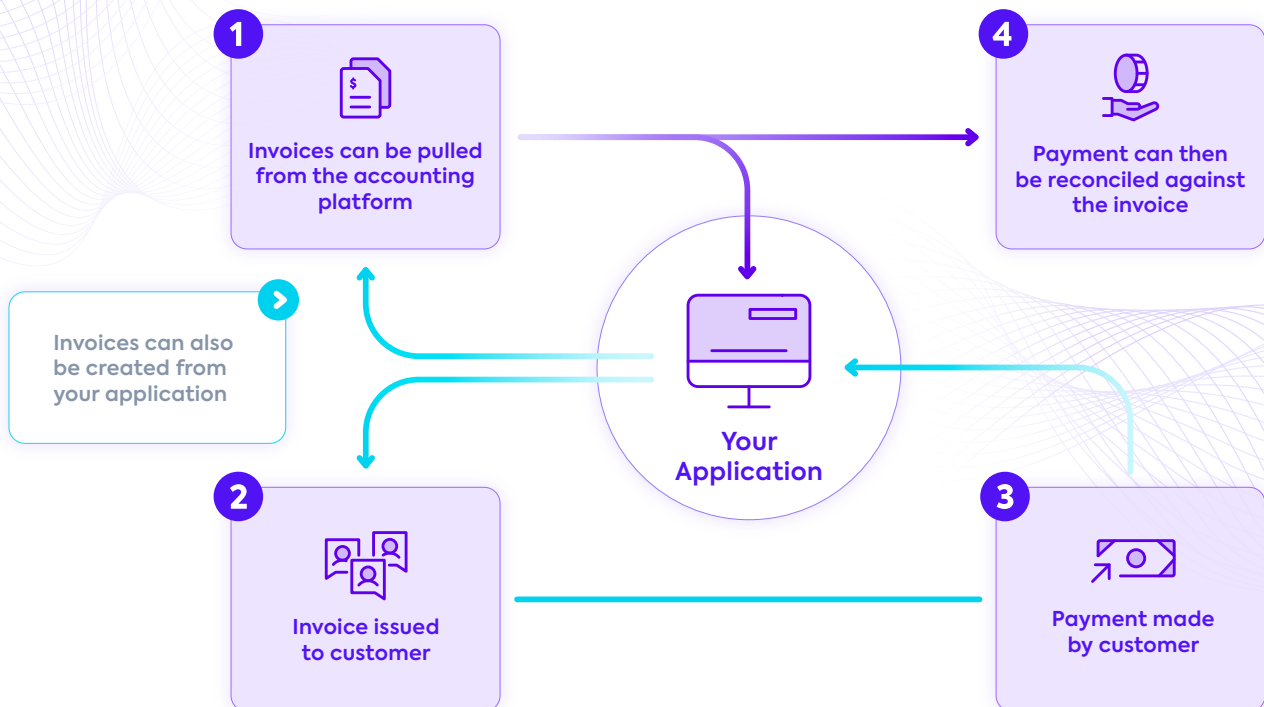 1
$
Invoices can be pulled
from the accounting
platform
4
Payment can then
be reconciled against
the invoice
Invoices can also
be created from
your application
Your
Application
2
Invoice issued
to customer
3
Payment made
by customer